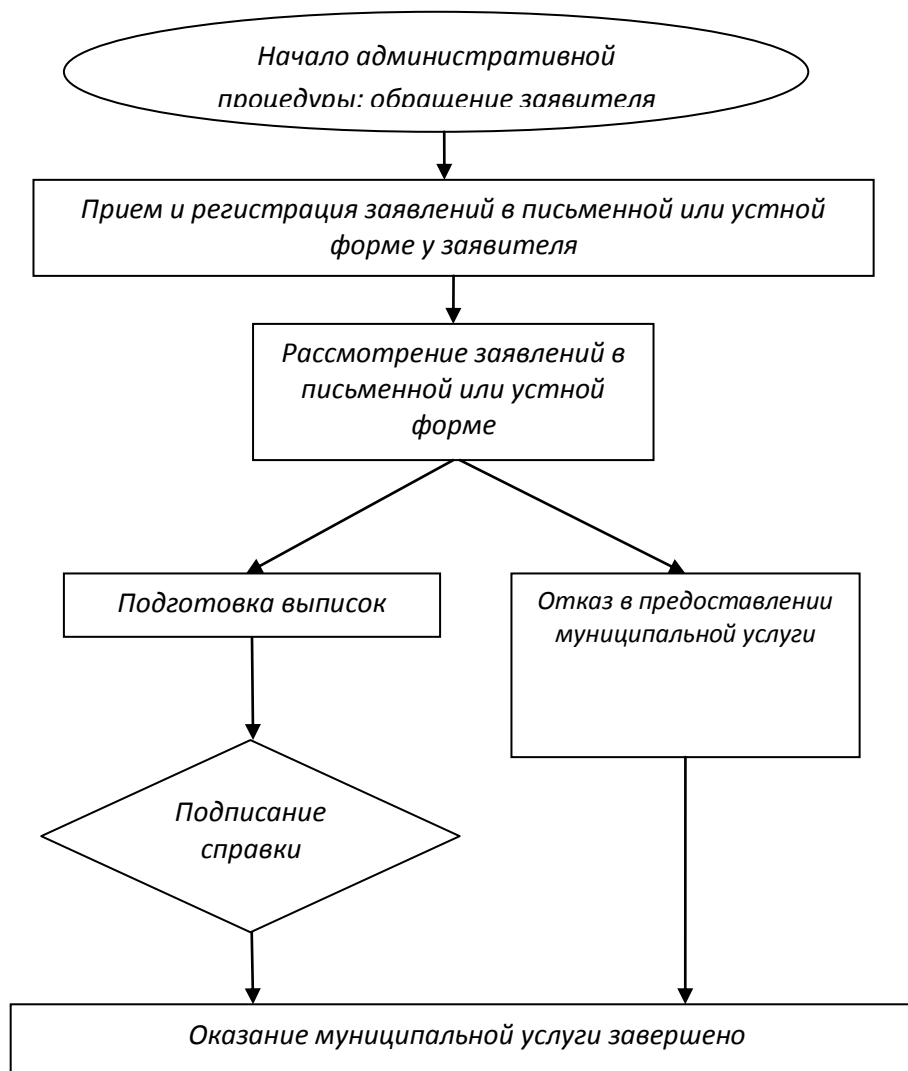 Начало административной
процедуры: обращение заявителя
Прием и регистрация заявлений в письменной или устной
форме у заявителя
Рассмотрение заявлений в
письменной или устной
форме
Подготовка выписок
Отказ в предоставлении
муниципальной услуги
Подписание
справки
Оказание муниципальной услуги завершено